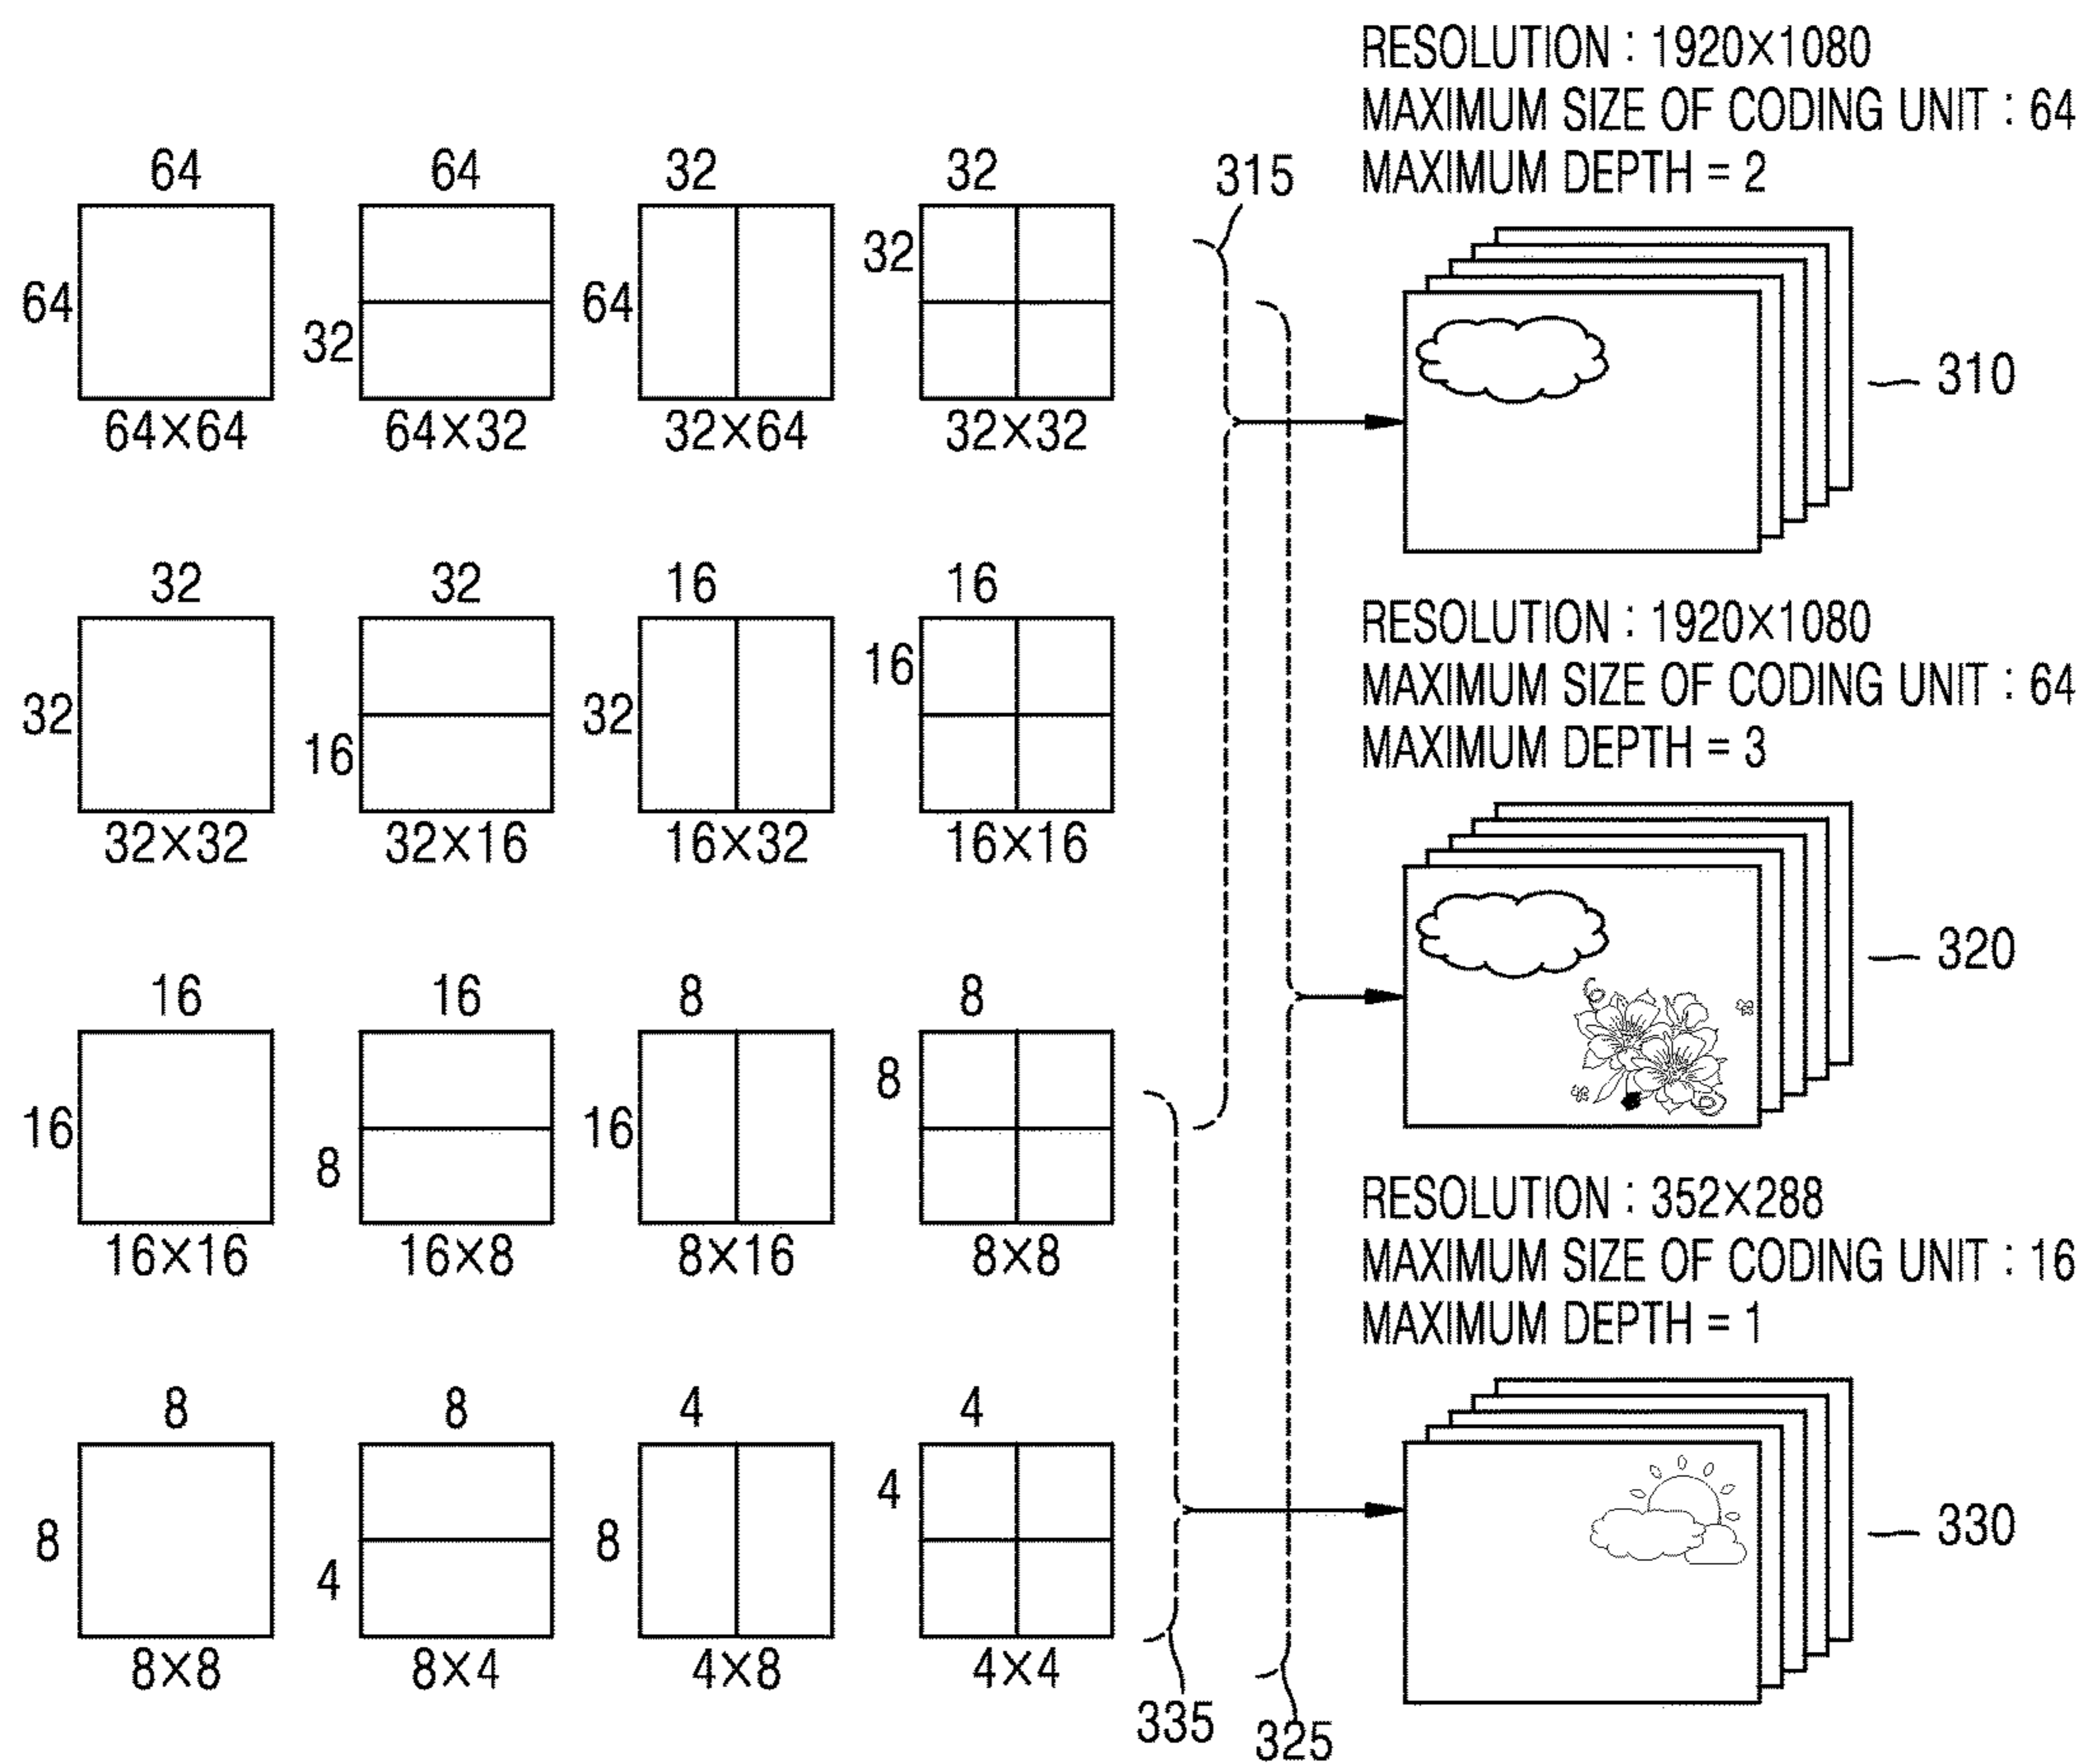 RESOLUTION : 1920×1080
MAXIMUM SIZE OF CODING UNIT : 64
MAXIMUM DEPTH = 2
64 64 32 32 315
64 32 64 32
310
64×64 64×32 32×64 32×32
32 32 16 16
32 16 32 16
32×32 32×16 16×32 16×16
RESOLUTION : 1920×1080
MAXIMUM SIZE OF CODING UNIT : 64
MAXIMUM DEPTH = 3
320
16 16 8 8
16 8 16 8
16×16 16×8 8×16 8×8
RESOLUTION : 352×288
MAXIMUM SIZE OF CODING UNIT : 16
MAXIMUM DEPTH = 1
8 8 4 4
8 4 8 4
330
8×8 8×4 4×8 4×4
335 325